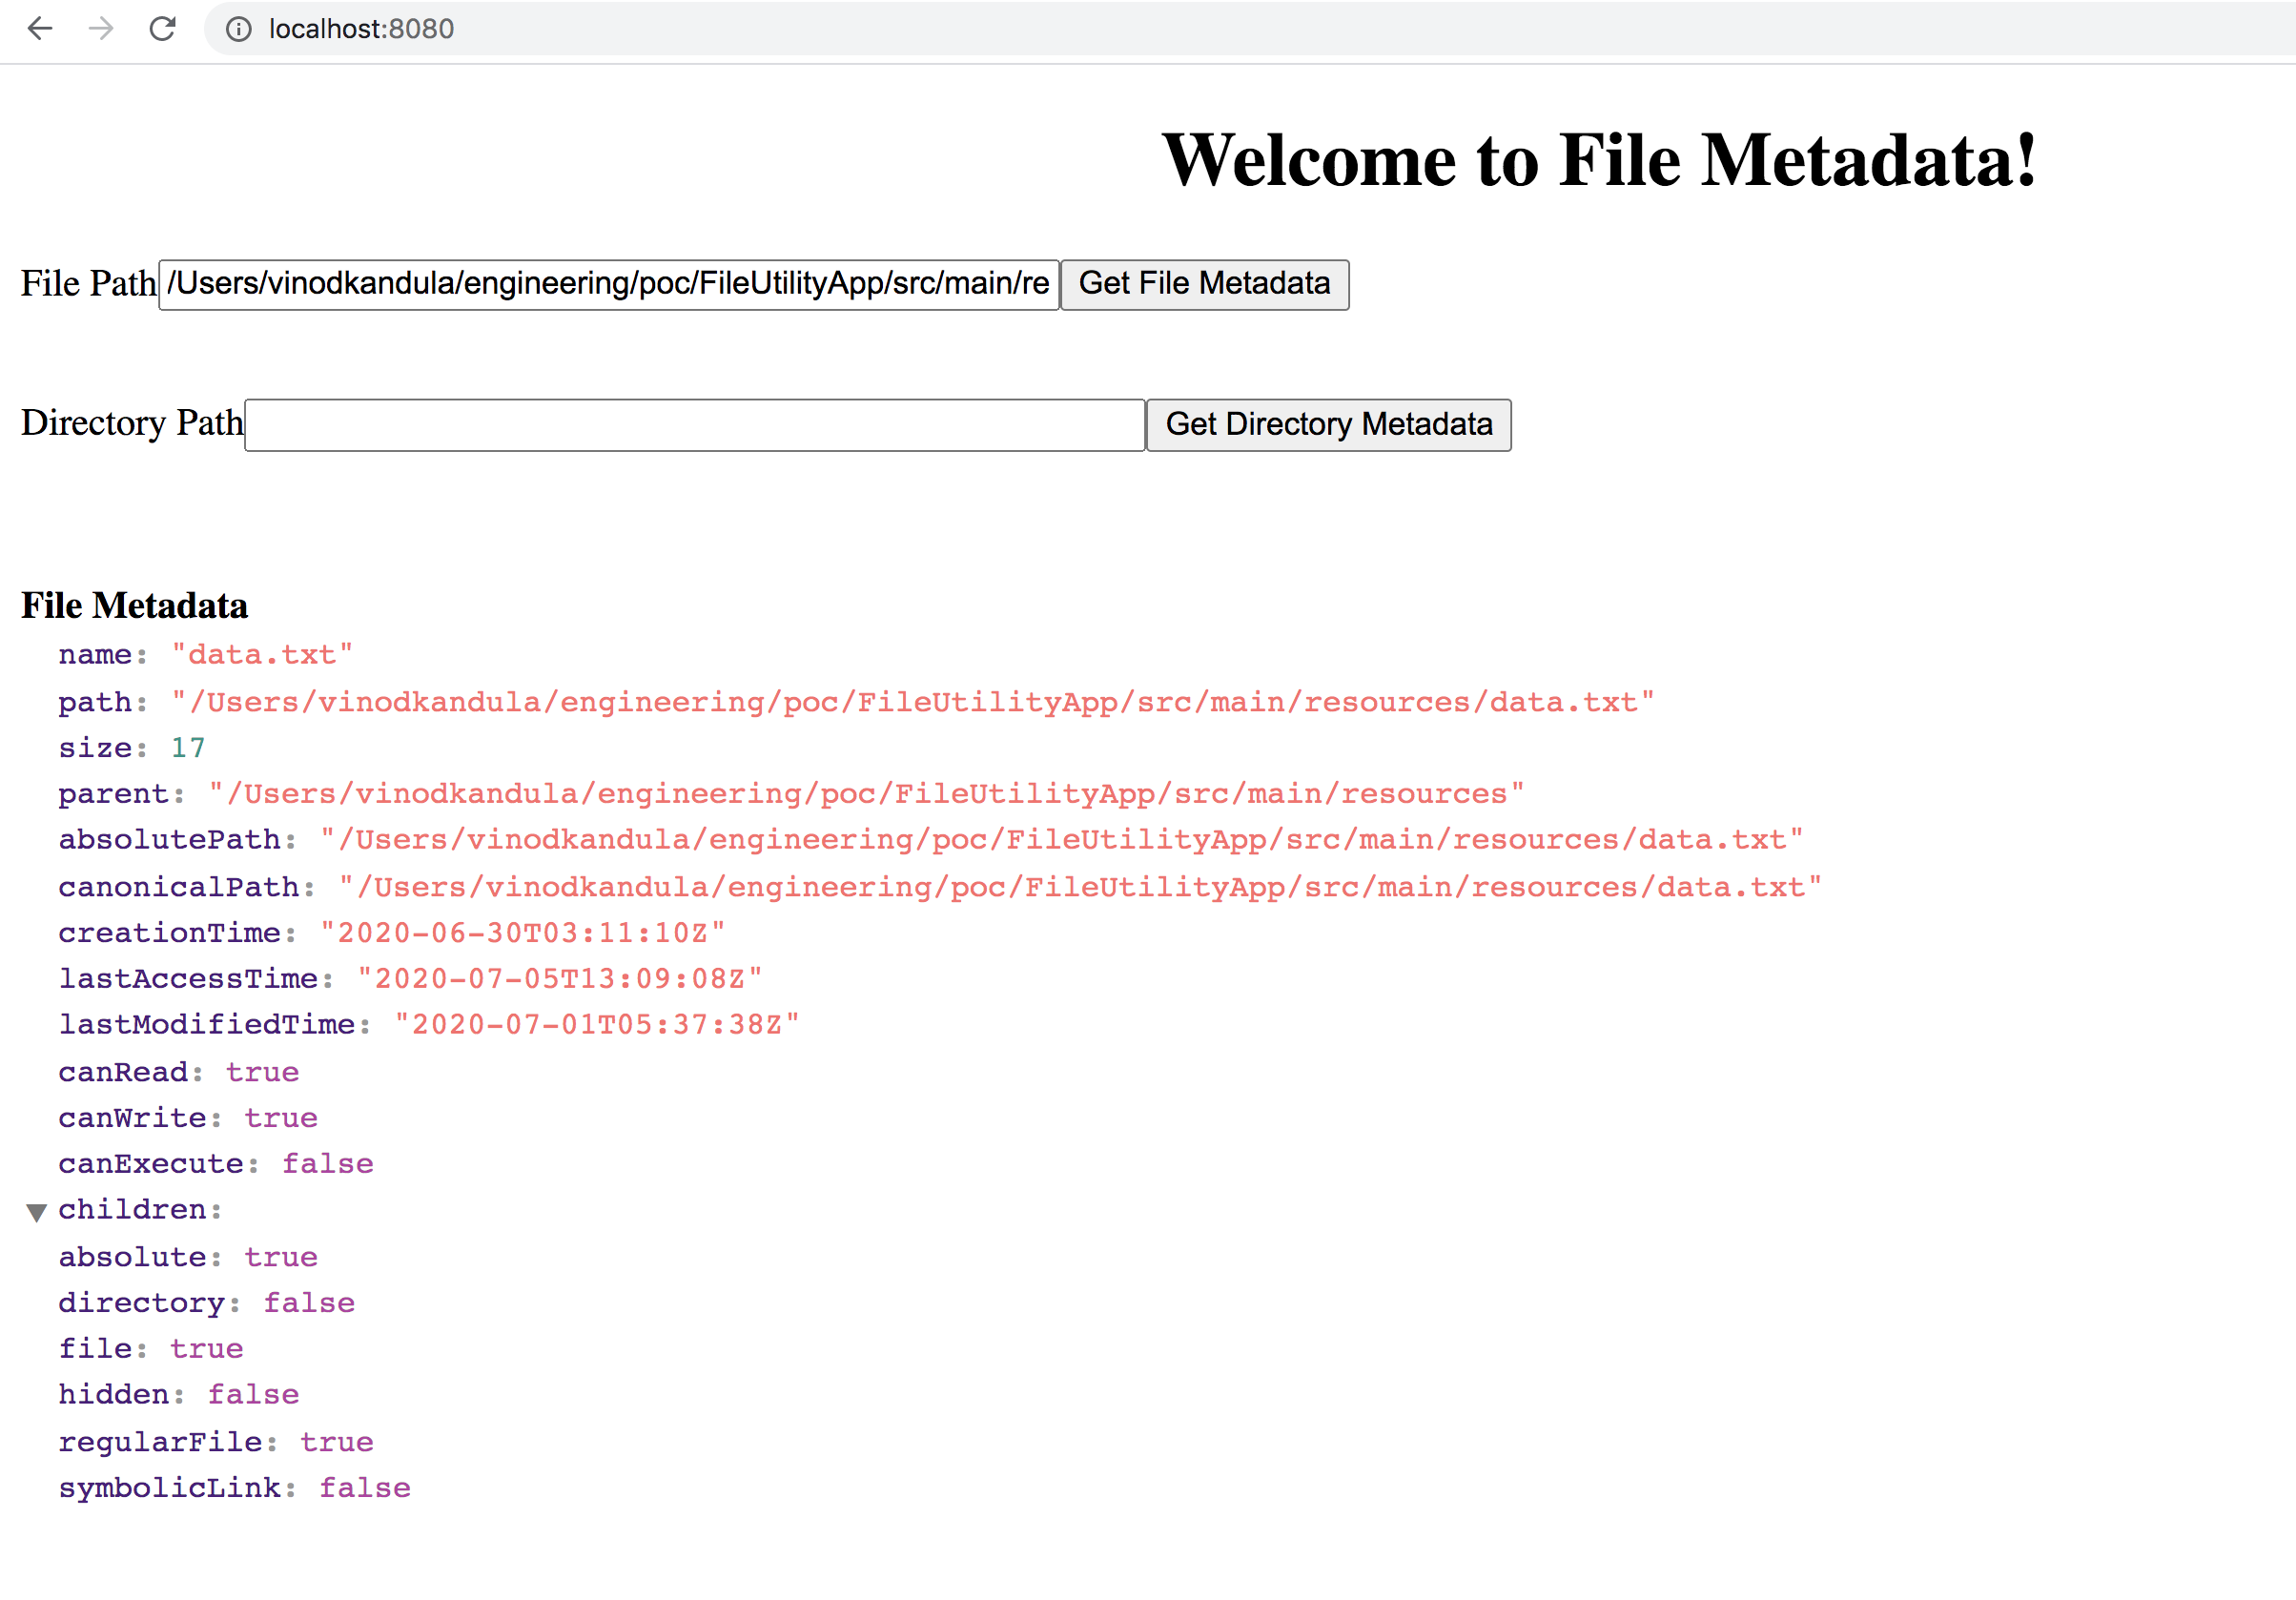 localhost:8080
Welcome to File Metadata!
File Path /Users/vinodkandula/engineering/poc/FileUtilityApp/src/main/re Get File Metadata
Directory Path Get Directory Metadata
File Metadata
name: "data.txt"
path: "/Users/vinodkandula/engineering/poc/FileUtilityApp/src/main/resources/data.txt"
size: 17
parent: "/Users/vinodkandula/engineering/poc/FileUtilityApp/src/main/resources"
absolutePath: "/Users/vinodkandula/engineering/poc/FileUtilityApp/src/main/resources/data.txt"
canonicalPath: "/Users/vinodkandula/engineering/poc/FileUtilityApp/src/main/resources/data.txt"
creationTime: "2020-06-30T03:11:10Z"
lastAccessTime: "2020-07-05T13:09:08Z"
lastModifiedTime: "2020-07-01T05:37:38Z"
canRead: true
canWrite: true
canExecute: false
children:
absolute: true
directory: false
file: true
hidden: false
regularFile: true
symbolicLink: false